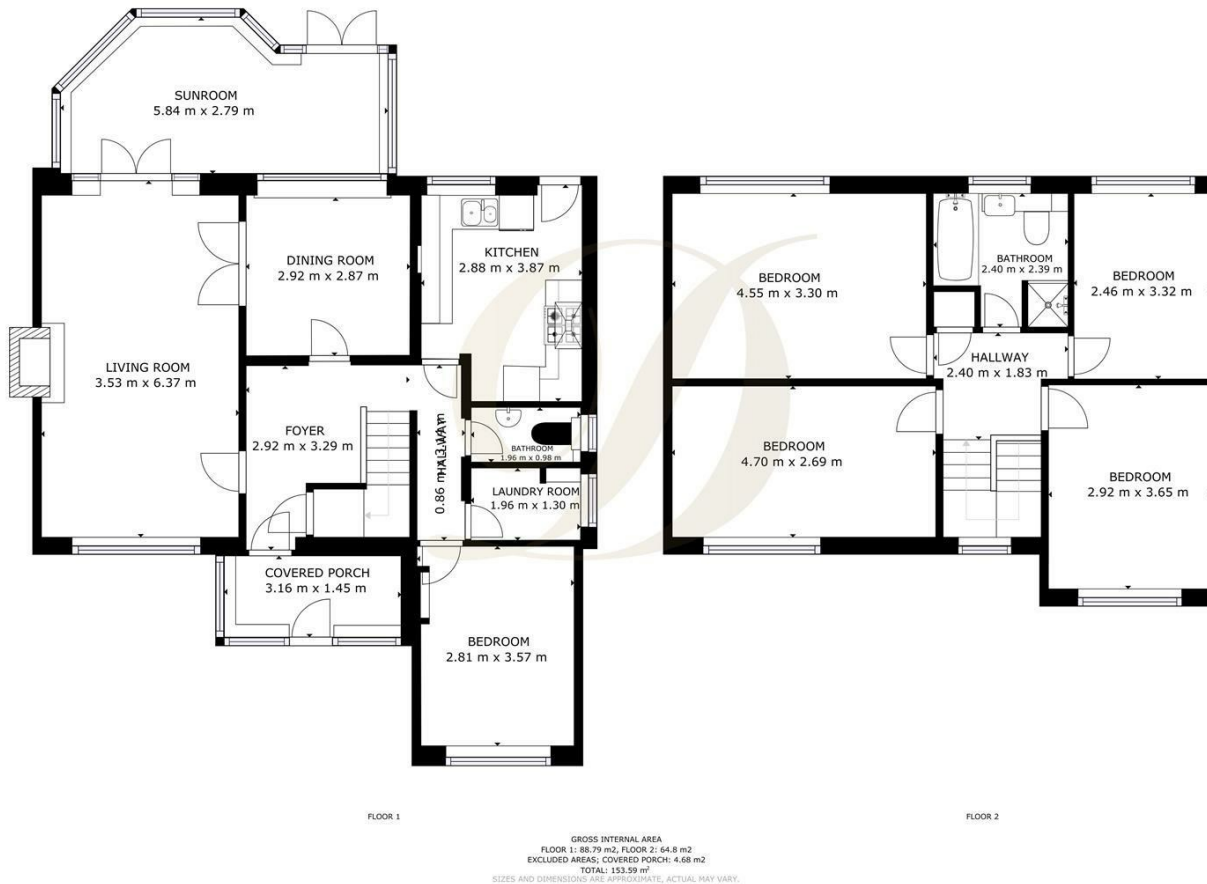 SUNROOM
5.84 m x 2.79 m
DINING ROOM
2.92 m x 2.87 m
KITCHEN
2.88 m x 3.87 m
LIVING ROOM
3.53 m x 6.37 m
FOYER
2.92 m x 3.29 m
HALLWAY
0.86 m x
BATHROOM
1.96 m x 0.98 m
LAUNDRY ROOM
1.96 m x 1.30 m
COVERED PORCH
3.16 m x 1.45 m
BEDROOM
2.81 m x 3.57 m
FLOOR 1
BEDROOM
4.55 m x 3.30 m
BATHROOM
2.40 m x 2.39 m
BEDROOM
2.46 m x 3.32 m
HALLWAY
2.40 m x 1.83 m
BEDROOM
4.70 m x 2.69 m
BEDROOM
2.92 m x 3.65 m
FLOOR 2
GROSS INTERNAL AREA
FLOOR 1: 88.79 m2, FLOOR 2: 64.8 m2
EXCLUDED AREAS; COVERED PORCH: 4.68 m2
TOTAL: 153.59 m²
SIZES AND DIMENSIONS ARE APPROXIMATE, ACTUAL MAY VARY.
D